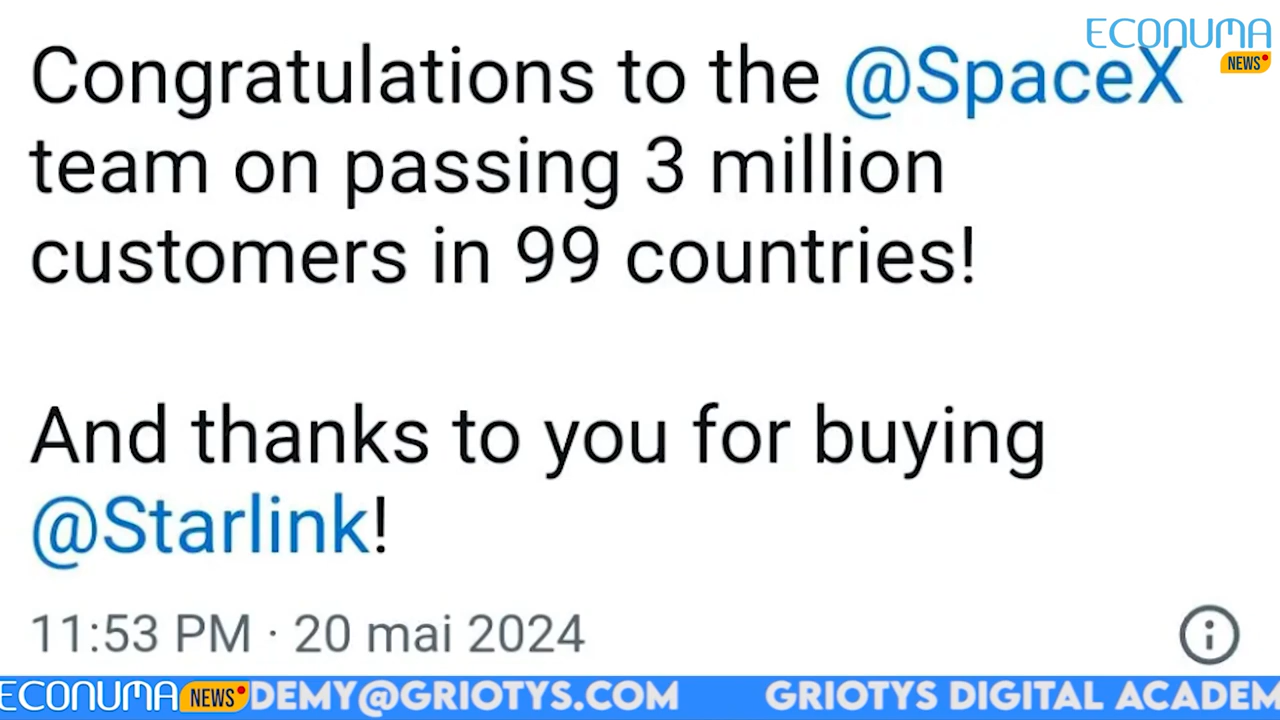 ECONUMA
NEWS
Congratulations to the @SpaceX
team on passing 3 million
customers in 99 countries!
And thanks to you for buying
@Starlink!
11:53 PM · 20 mai 2024
ECONUMA NEWS DEMY@GRIOTYS.COM GRIOTYS DIGITAL ACADEM